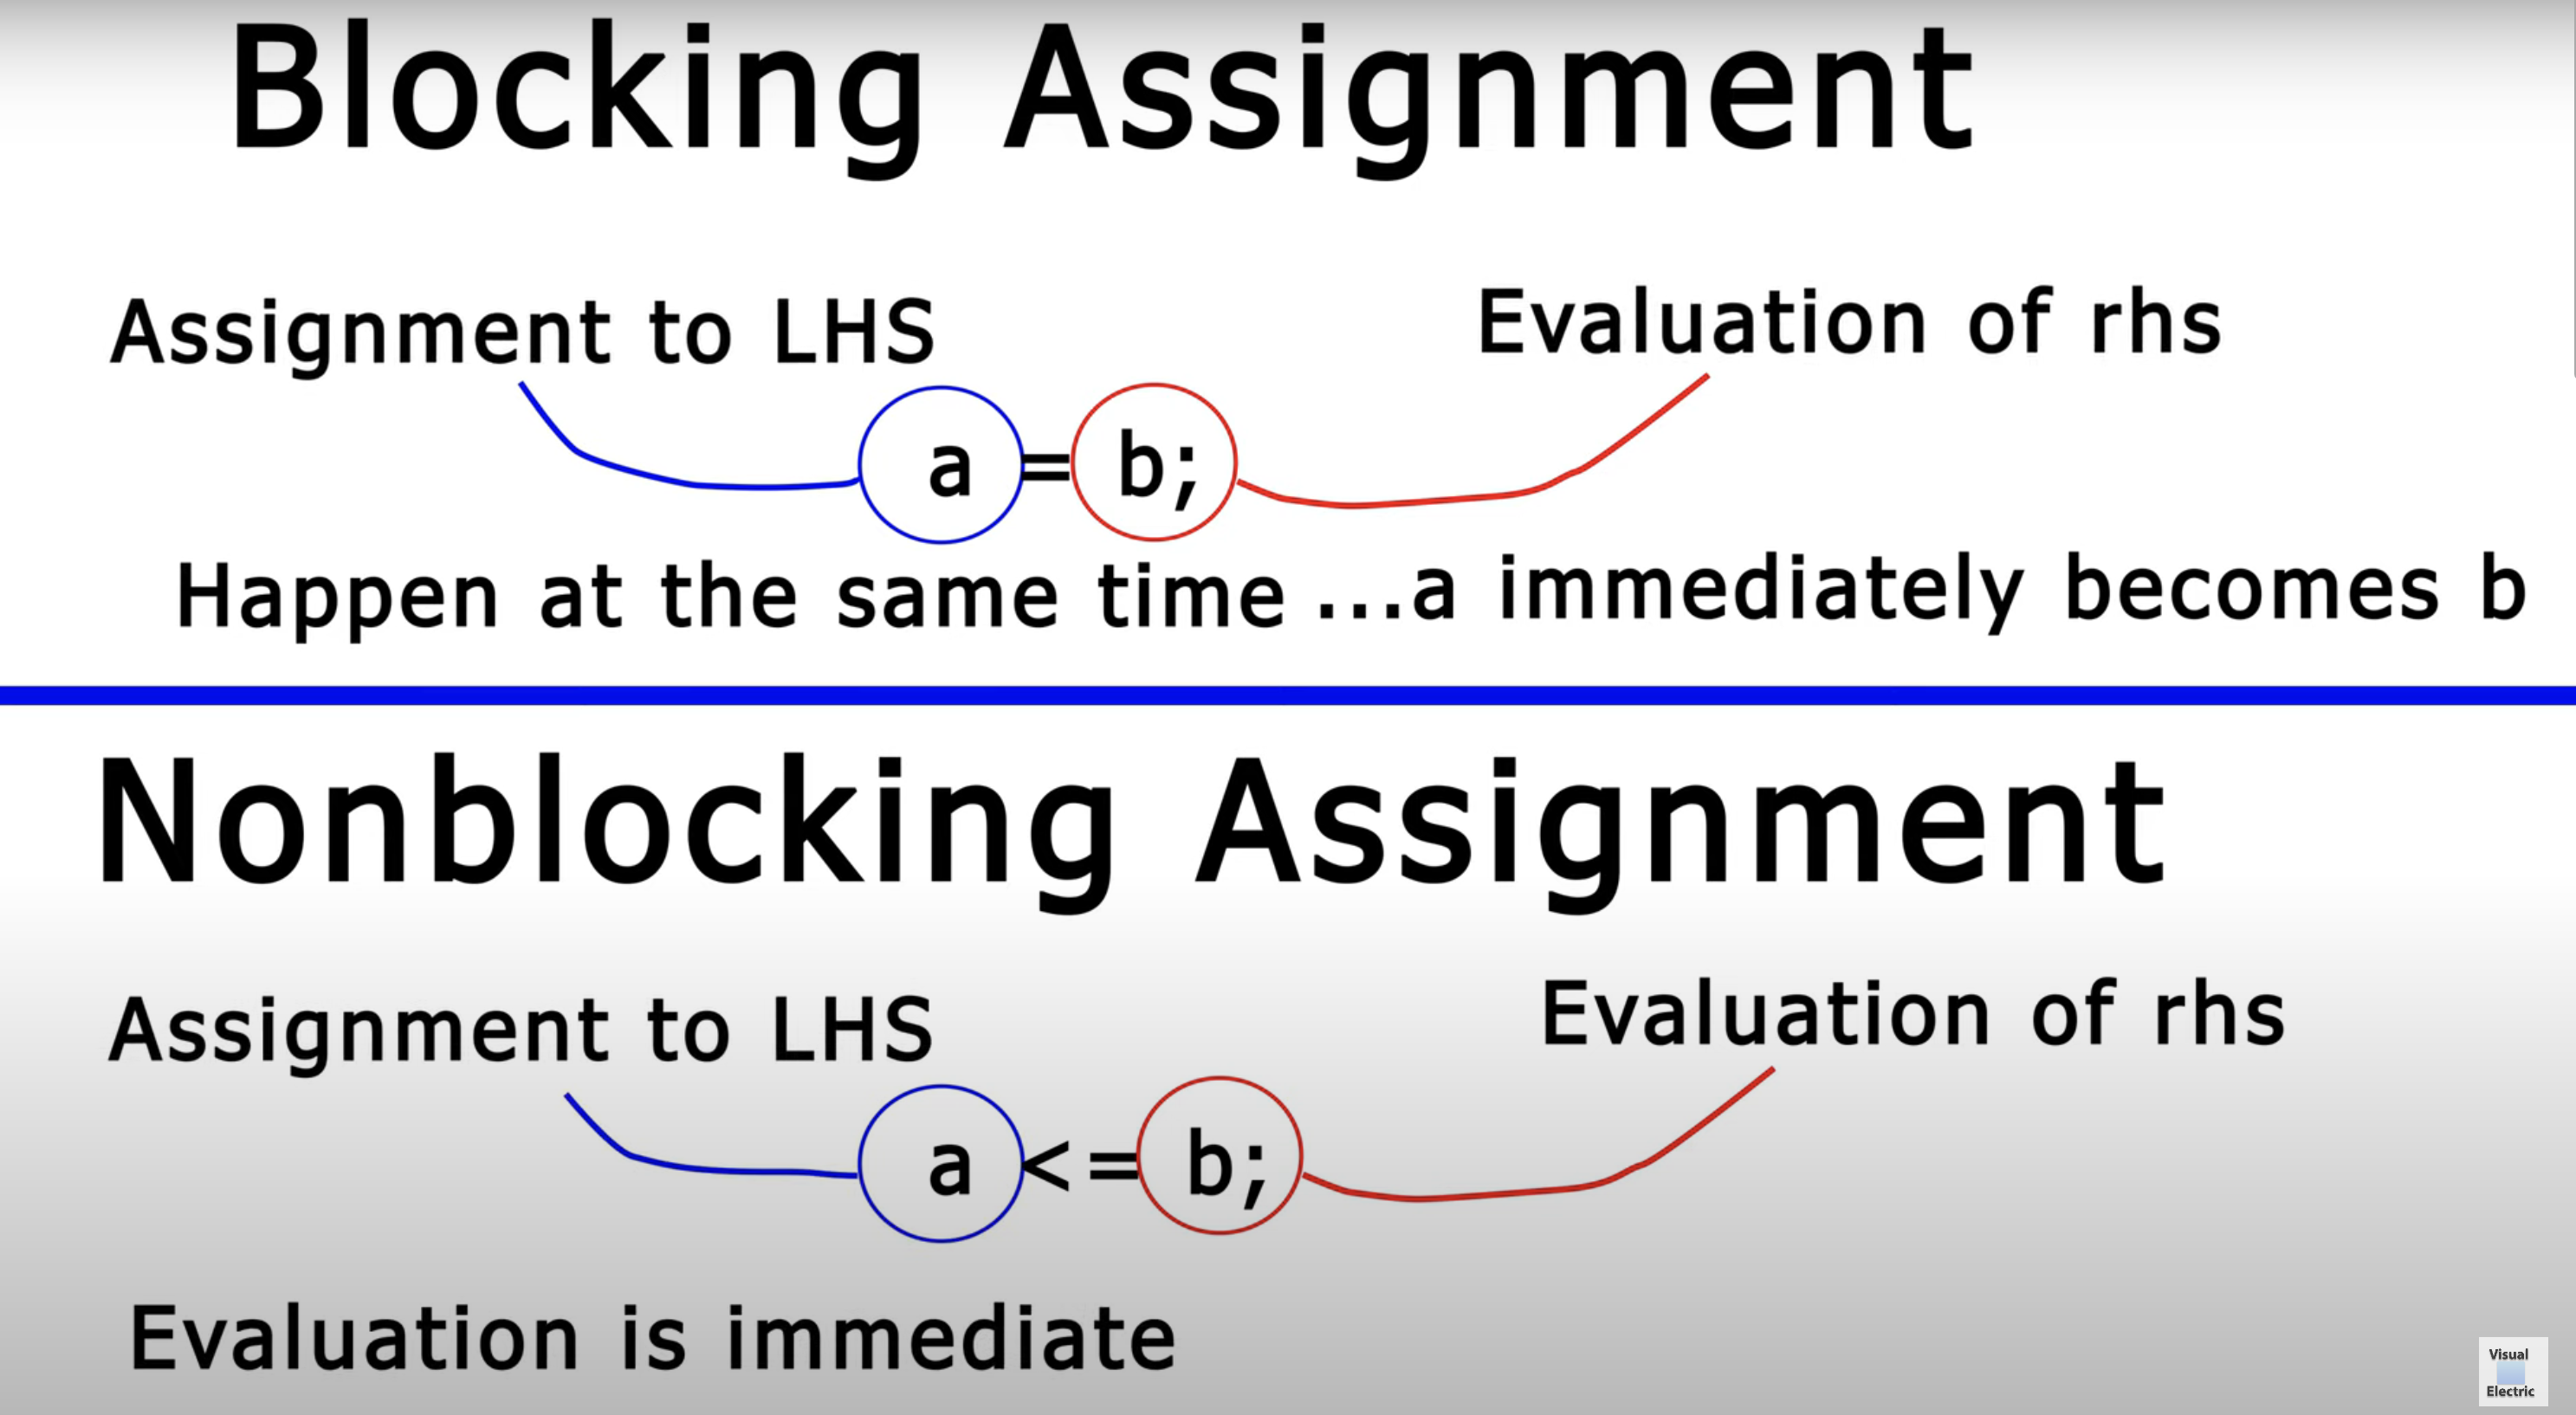 Blocking Assignment
Assignment to LHS
Evaluation of rhs
a = b;
Happen at the same time ...a immediately becomes b
Nonblocking Assignment
Assignment to LHS
Evaluation of rhs
a <= b;
Evaluation is immediate
Visual
Electric